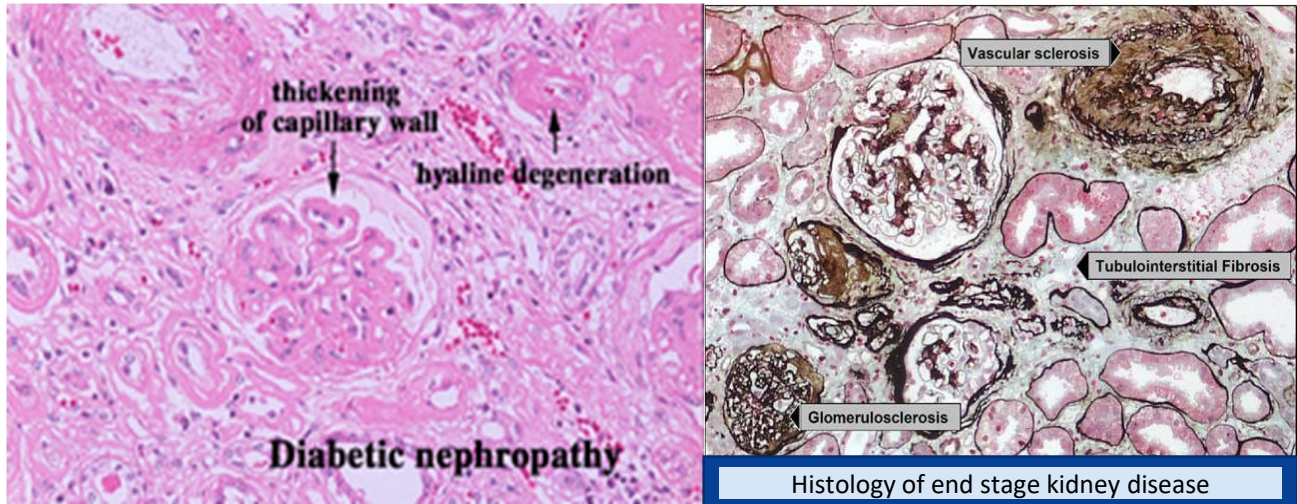 thickening
of capillary wall
hyaline degeneration
Diabetic nephropathy
Vascular sclerosis
Tubulointerstitial Fibrosis
Glomerulosclerosis
Histology of end stage kidney disease